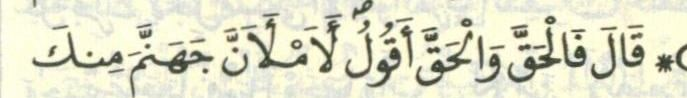 * قَالَ فَالْحَقَّ وَالْحَقَّ أَقُولُ لَأَمْلَأَنَّ جَهَنَّمَ مِنكَ